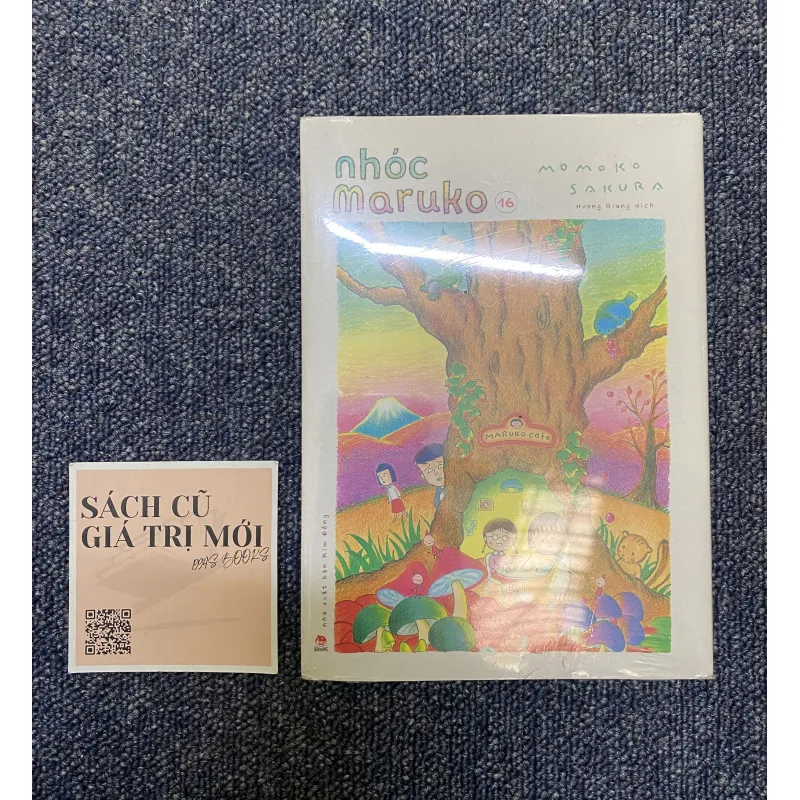 nhóc
maruko 16
MOMOKO
SAKURA
Hương Giang dịch
MARUKO cafe
nhà xuất bản Kim Đồng
SÁCH CŨ
GIÁ TRỊ MỚI